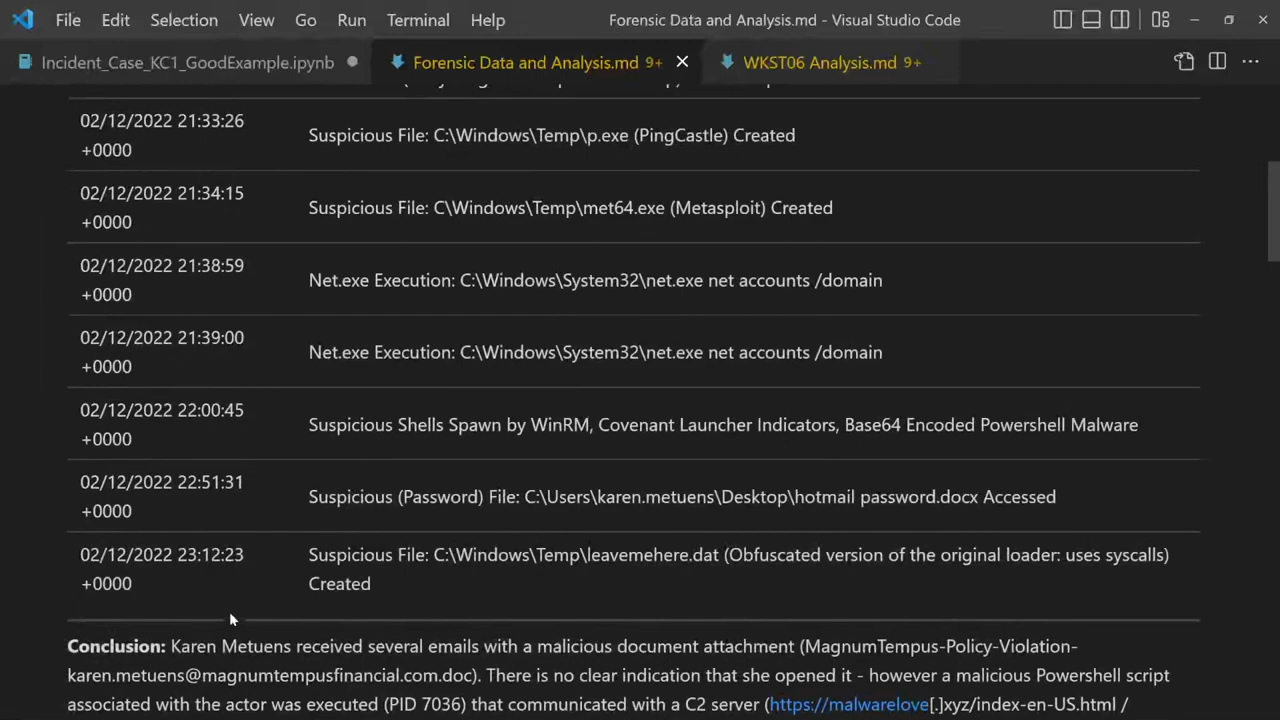 File Edit Selection View Go Run Terminal Help Forensic Data and Analysis.md - Visual Studio Code
Incident_Case_KC1_GoodExample.ipynb Forensic Data and Analysis.md 9+ WKST06 Analysis.md 9+
02/12/2022 21:33:26
+0000
Suspicious File: C:\Windows\Temp\p.exe (PingCastle) Created
02/12/2022 21:34:15
+0000
Suspicious File: C\Windows\Temp\met64.exe (Metasploit) Created
02/12/2022 21:38:59
+0000
Net.exe Execution: C:\Windows\System32\net.exe net accounts /domain
02/12/2022 21:39:00
+0000
Net.exe Execution: C:\Windows\System32\net.exe net accounts /domain
02/12/2022 22:00:45
+0000
Suspicious Shells Spawn by WinRM, Covenant Launcher Indicators, Base64 Encoded Powershell Malware
02/12/2022 22:51:31
+0000
Suspicious (Password) File: C:\Users\karen.metuens\Desktop\hotmail password.docx Accessed
02/12/2022 23:12:23
+0000
Suspicious File: C:\Windows\Temp\leavemehere.dat (Obfuscated version of the original loader: uses syscalls)
Created
Conclusion: Karen Metuens received several emails with a malicious document attachment (MagnumTempus-Policy-Violation-
karen.metuens@magnumtempusfinancial.com.doc). There is no clear indication that she opened it - however a malicious Powershell script
associated with the actor was executed (PID 7036) that communicated with a C2 server (https://malwarelove[.]xyz/index-en-US.html /